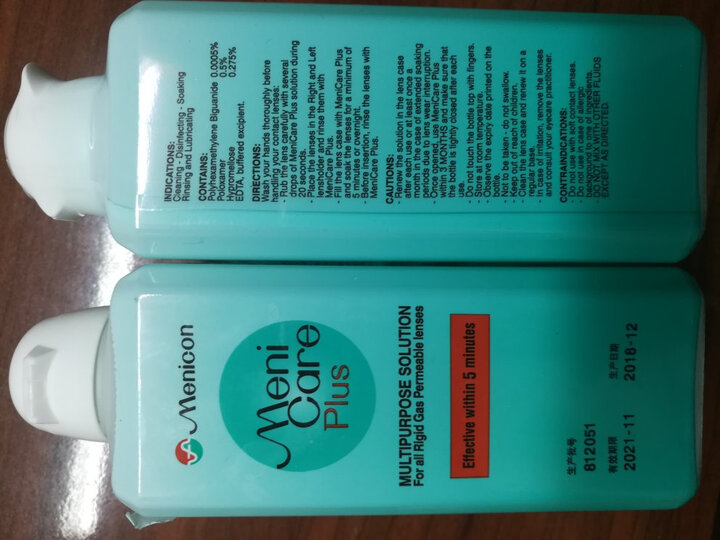 INDICATIONS:
Cleaning - Disinfecting - Soaking
Rinsing and Lubricating
CONTAINS:
Polyhexamethylene Biguanide 0.0005%
Poloxamer 0.5%
Hypromellose 0.275%
EDTA, buffered excipient.
DIRECTIONS:
Wash your hands thoroughly before
handling your contact lenses:
- Rub the lens carefully with several
drops of MeniCare Plus solution during
20 seconds.
- Place the lenses in the Right and Left
lensholder and rinse them with
MeniCare Plus.
- Fill the lens case with MeniCare Plus
and soak the lenses for a minimum of
5 minutes or overnight.
- Before insertion, rinse the lenses with
MeniCare Plus.
CAUTIONS:
- Renew the solution in the lens case
after each use or at least once a
month in the case of extended soaking
periods due to lens wear interruption.
- Once opened, use MeniCare Plus
within 3 MONTHS and make sure that
the bottle is tightly closed after each
use.
- Do not touch the bottle top with fingers.
- Store at room temperature.
- Observe the expiry date printed on the
bottle.
- Not to be taken - do not swallow.
- Keep out of reach of children.
- Clean the lens case and renew it on a
regular basis.
- In case of irritation, remove the lenses
and consult your eyecare practitioner.
CONTRAINDICATIONS:
- Do not use with soft contact lenses.
- Do not use in case of allergic
response to one of the ingredients.
DO NOT MIX WITH OTHER FLUIDS
EXCEPT AS DIRECTED.
Menicon
Meni
Care
Plus
MULTIPURPOSE SOLUTION
For all Rigid Gas Permeable lenses
Effective within 5 minutes
生产批号
812051
有效期限 生产日期
2021-11 2018-12